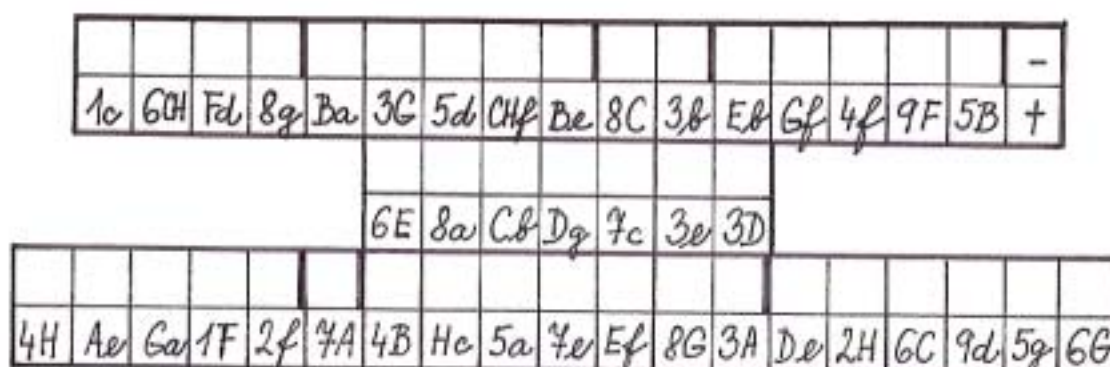 -
1c 6CH Fd 8g Ba 3G 5d CHf Be 8C 3b Eb Gf 4f 9F 5B +
6E 8a Cb Dg 7c 3e 3D
4H Ae Ga 1F 2f 7A 4B Hc 5a 7e Ef 8G 3A De 2H 6C 9d 5g 6G